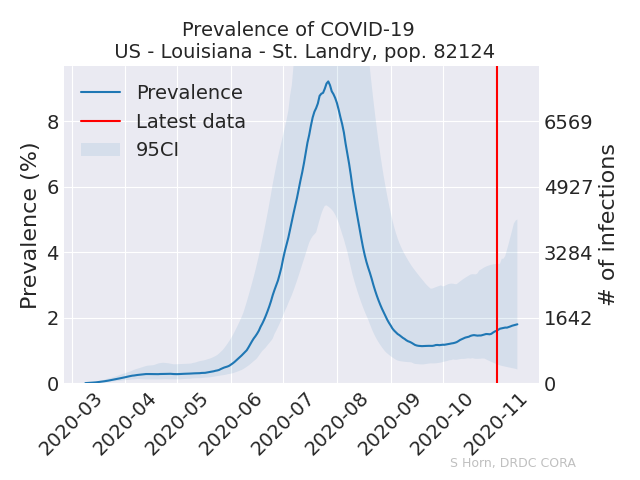 Prevalence of COVID-19
US - Louisiana - St. Landry, pop. 82124
Prevalence
Latest data
95CI
Prevalence (%)
8
6
4
2
0
6569
4927
3284
1642
0
# of infections
2020-03
2020-04
2020-05
2020-06
2020-07
2020-08
2020-09
2020-10
2020-11
S Horn, DRDC CORA